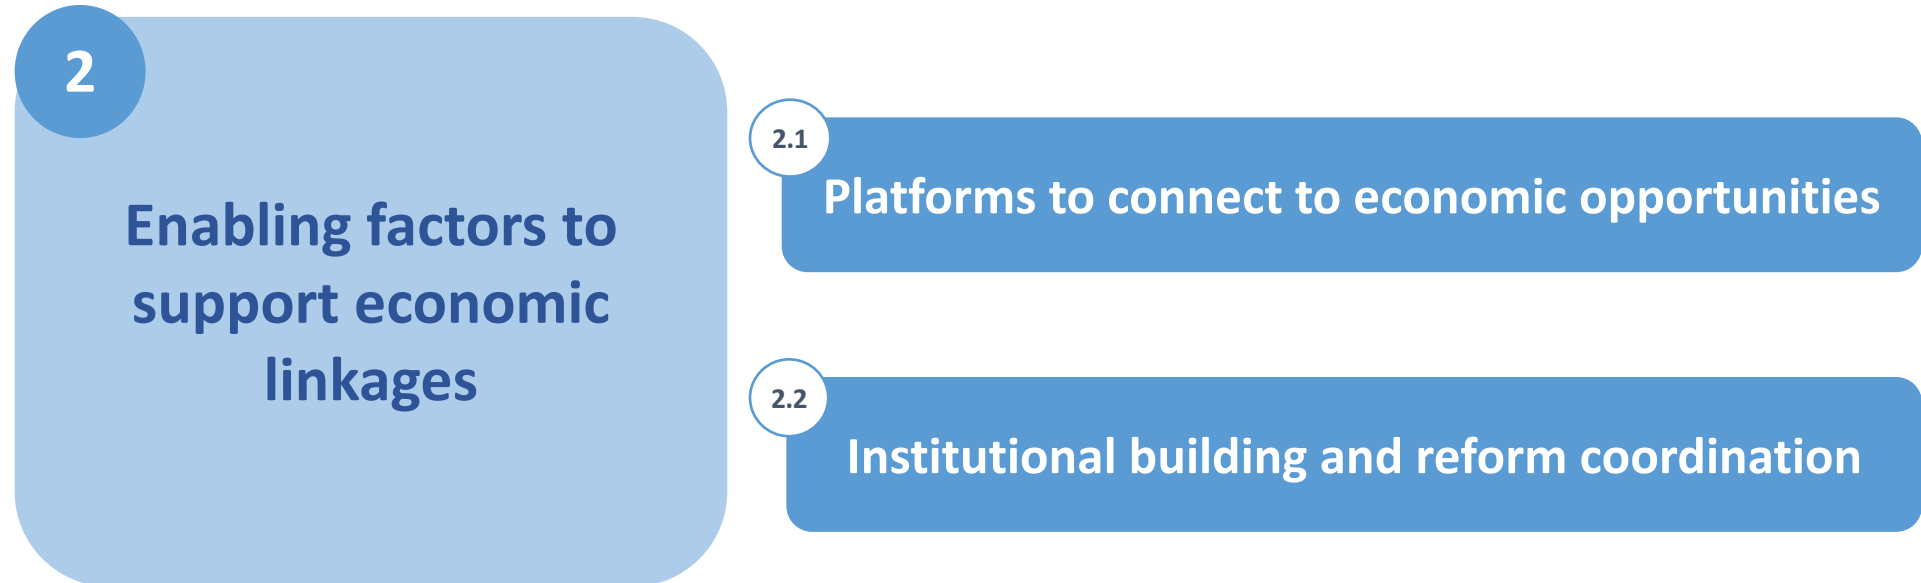 2
Enabling factors to
support economic
linkages
2.1
Platforms to connect to economic opportunities
2.2
Institutional building and reform coordination